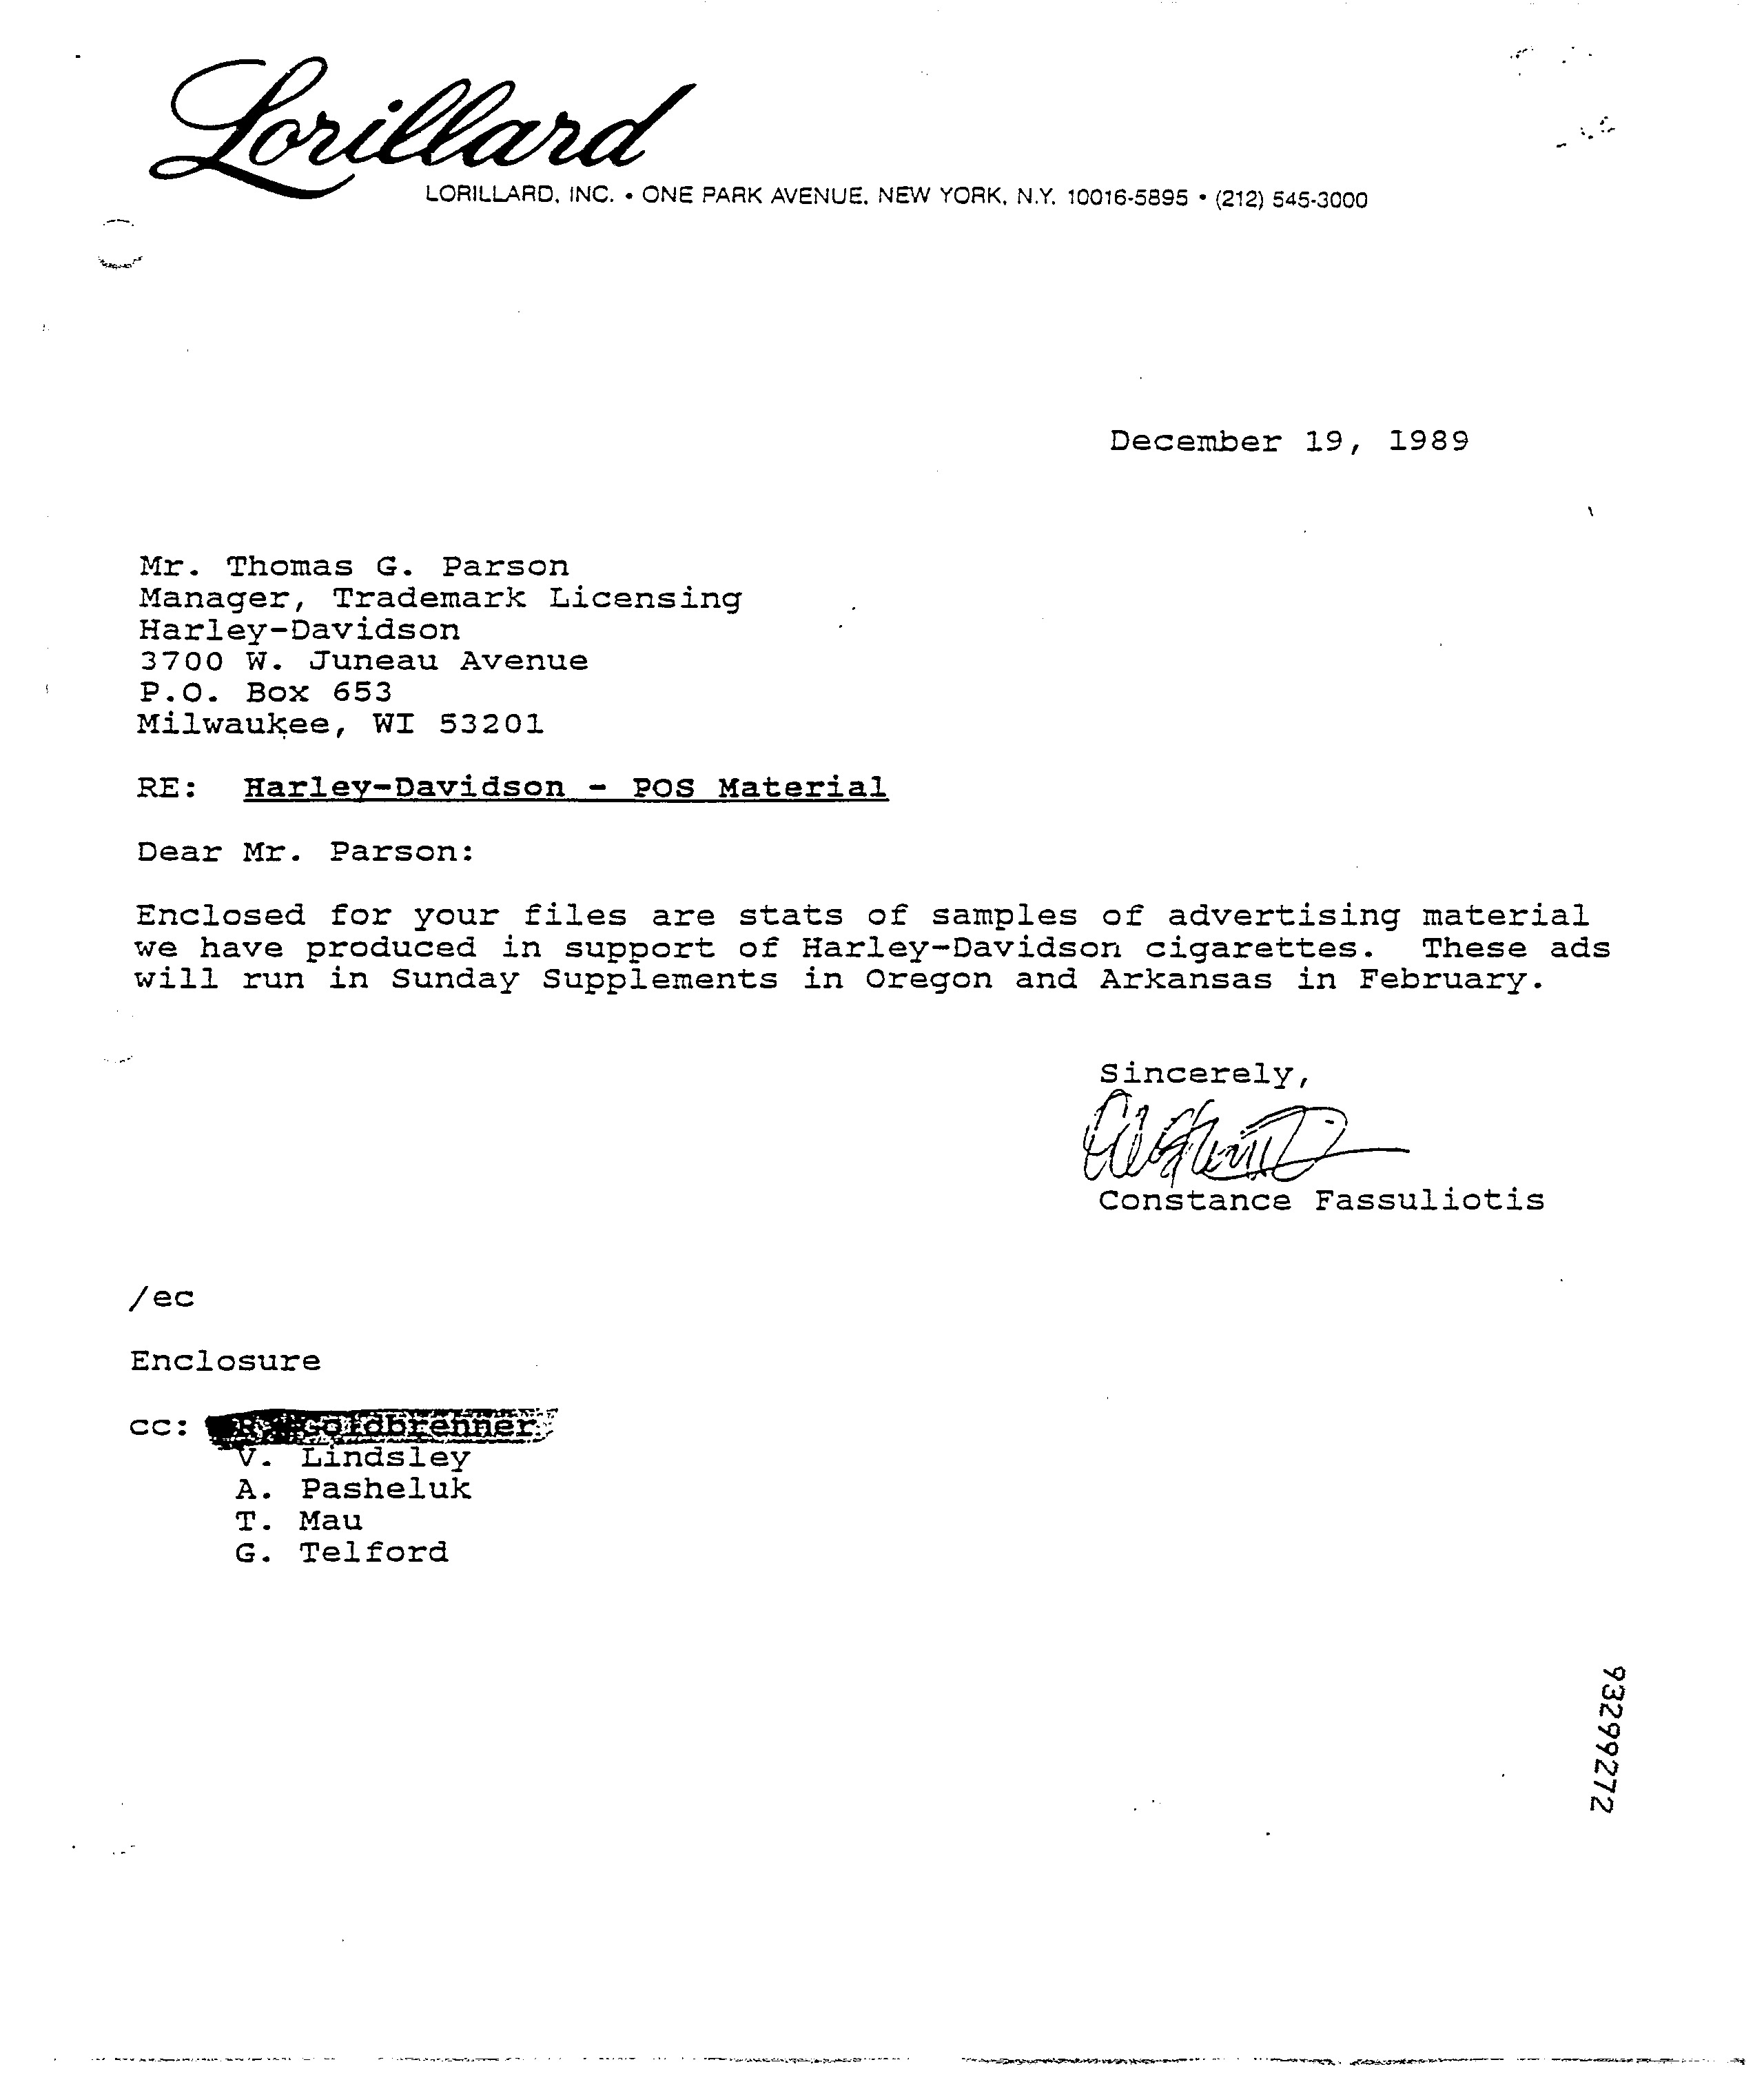 Lorillard
LORILLARD, INC. • ONE PARK AVENUE, NEW YORK, N.Y. 10016-5895 • (212) 545-3000
December 19, 1989
Mr. Thomas G. Parson
Manager, Trademark Licensing
Harley-Davidson
3700 W. Juneau Avenue
P.O. Box 653
Milwaukee, WI 53201
RE: Harley-Davidson - POS Material
Dear Mr. Parson:
Enclosed for your files are stats of samples of advertising material
we have produced in support of Harley-Davidson cigarettes. These ads
will run in Sunday Supplements in Oregon and Arkansas in February.
Sincerely,
Constance Fassuliotis
/ec
Enclosure
cc: Goldbrenner
V. Lindsley
A. Pasheluk
T. Mau
G. Telford
93299272